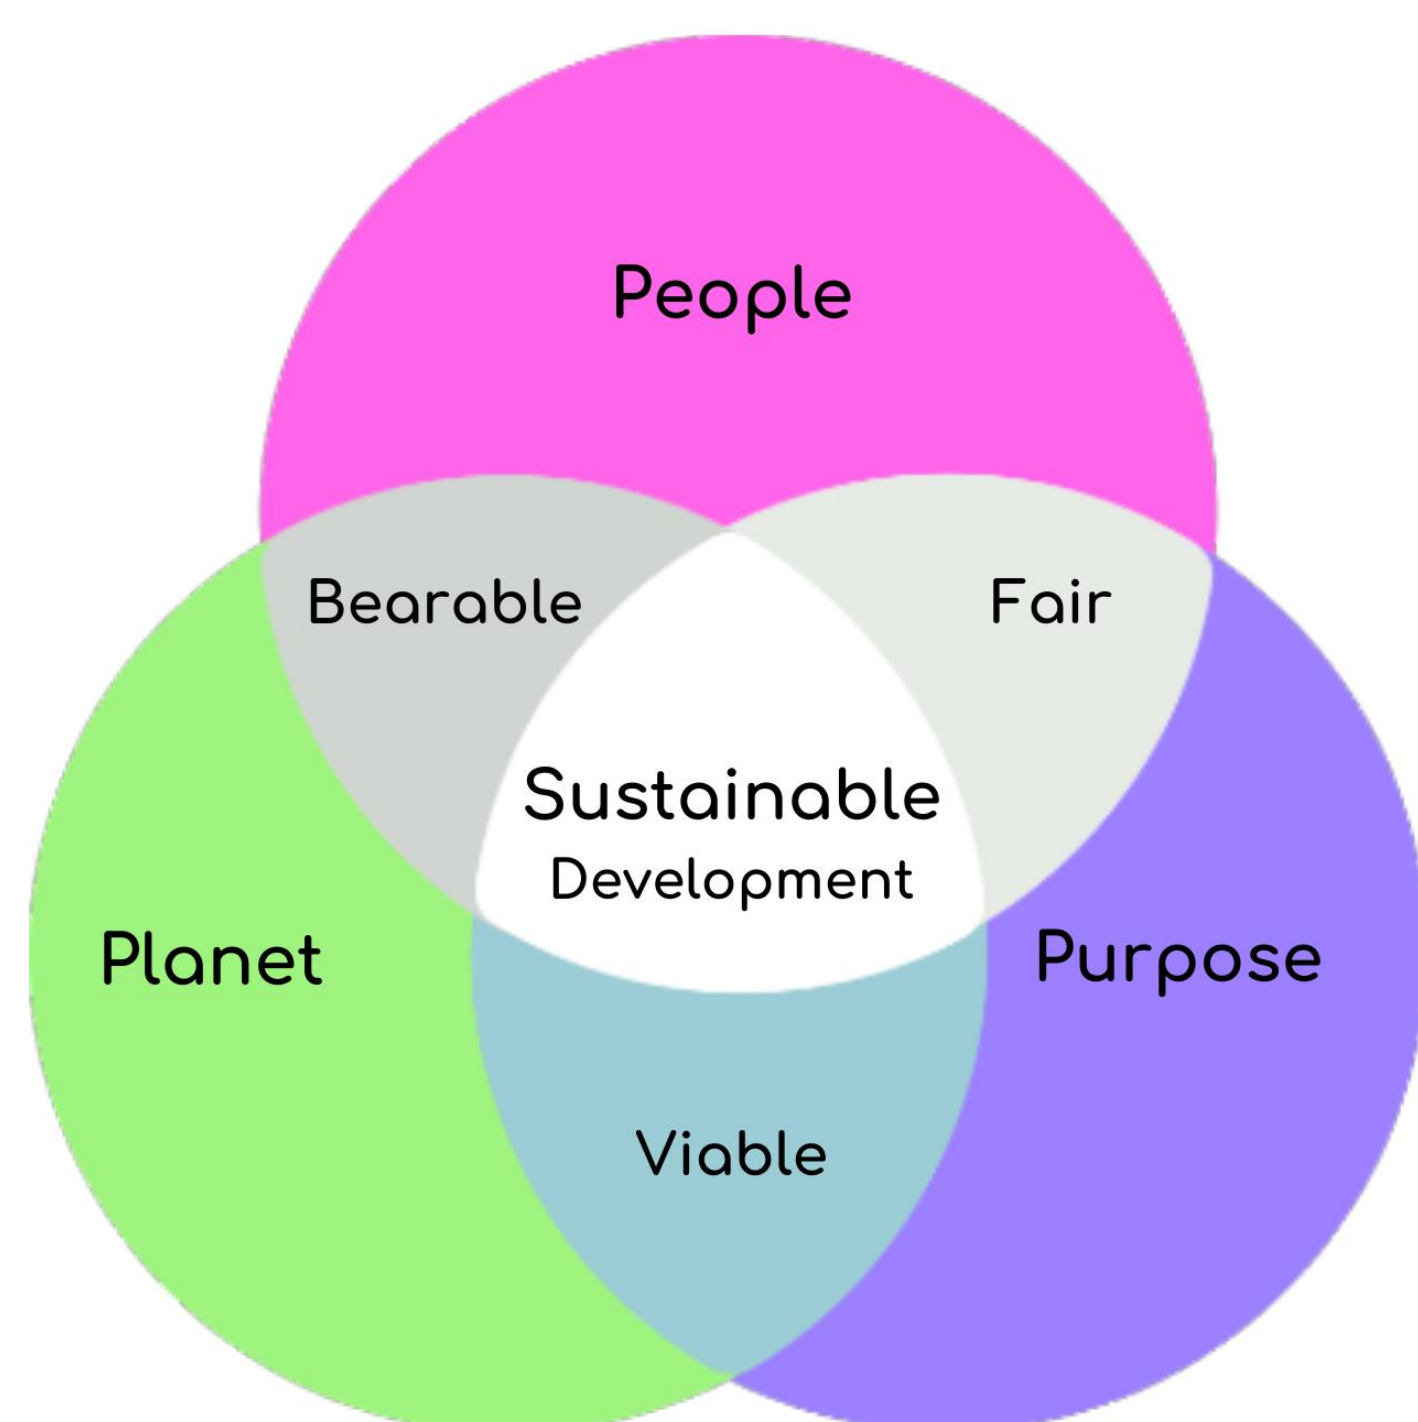 People
Bearable
Fair
Sustainable
Development
Planet
Purpose
Viable